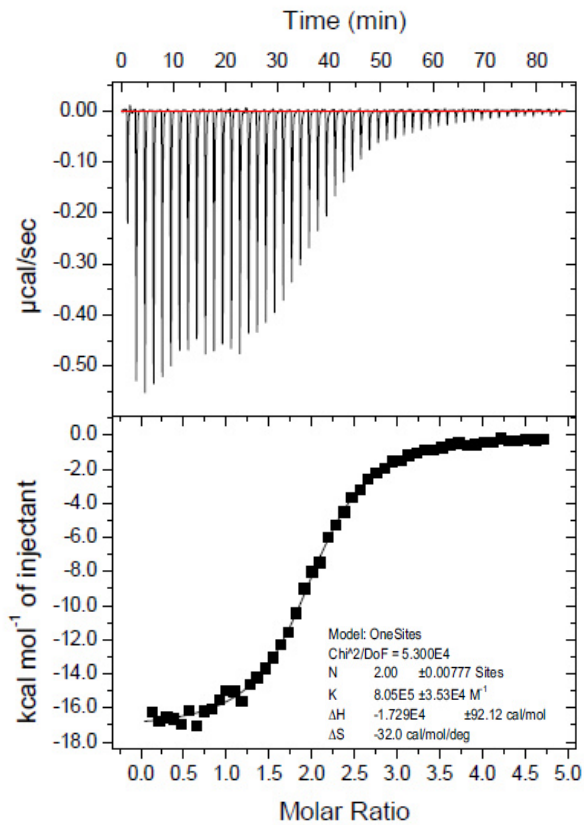 Time (min)
0 10 20 30 40 50 60 70 80
0.00
-0.10
-0.20
-0.30
-0.40
-0.50
µcal/sec
0.0
-2.0
-4.0
-6.0
-8.0
-10.0
-12.0
-14.0
-16.0
-18.0
kcal mol⁻¹ of injectant
Model: OneSites
Chi^2/DoF = 5.300E4
N 2.00 ±0.00777 Sites
K 8.05E5 ±3.53E4 M⁻¹
ΔH -1.729E4 ±92.12 cal/mol
ΔS -32.0 cal/mol/deg
0.0 0.5 1.0 1.5 2.0 2.5 3.0 3.5 4.0 4.5 5.0
Molar Ratio